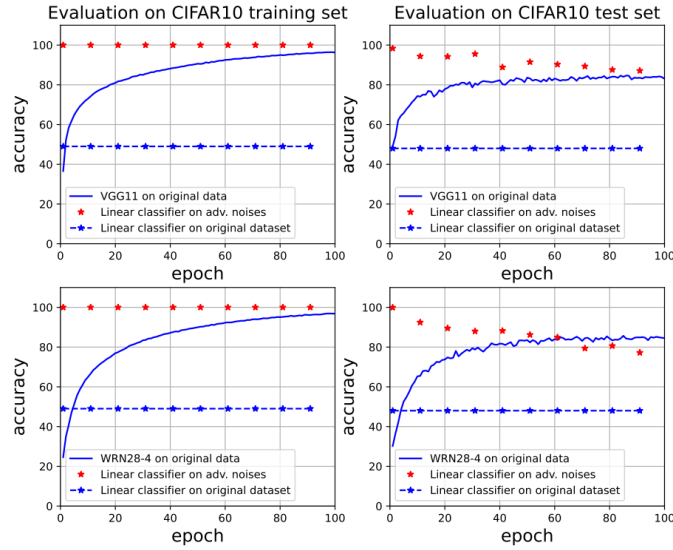 Evaluation on CIFAR10 training set
100
80
60
40
20
0
accuracy
VGG11 on original data
Linear classifier on adv. noises
Linear classifier on original dataset
0 20 40 60 80 100
epoch
Evaluation on CIFAR10 test set
100
80
60
40
20
0
accuracy
VGG11 on original data
Linear classifier on adv. noises
Linear classifier on original dataset
0 20 40 60 80 100
epoch
100
80
60
40
20
0
accuracy
WRN28-4 on original data
Linear classifier on adv. noises
Linear classifier on original dataset
0 20 40 60 80 100
epoch
100
80
60
40
20
0
accuracy
WRN28-4 on original data
Linear classifier on adv. noises
Linear classifier on original dataset
0 20 40 60 80 100
epoch